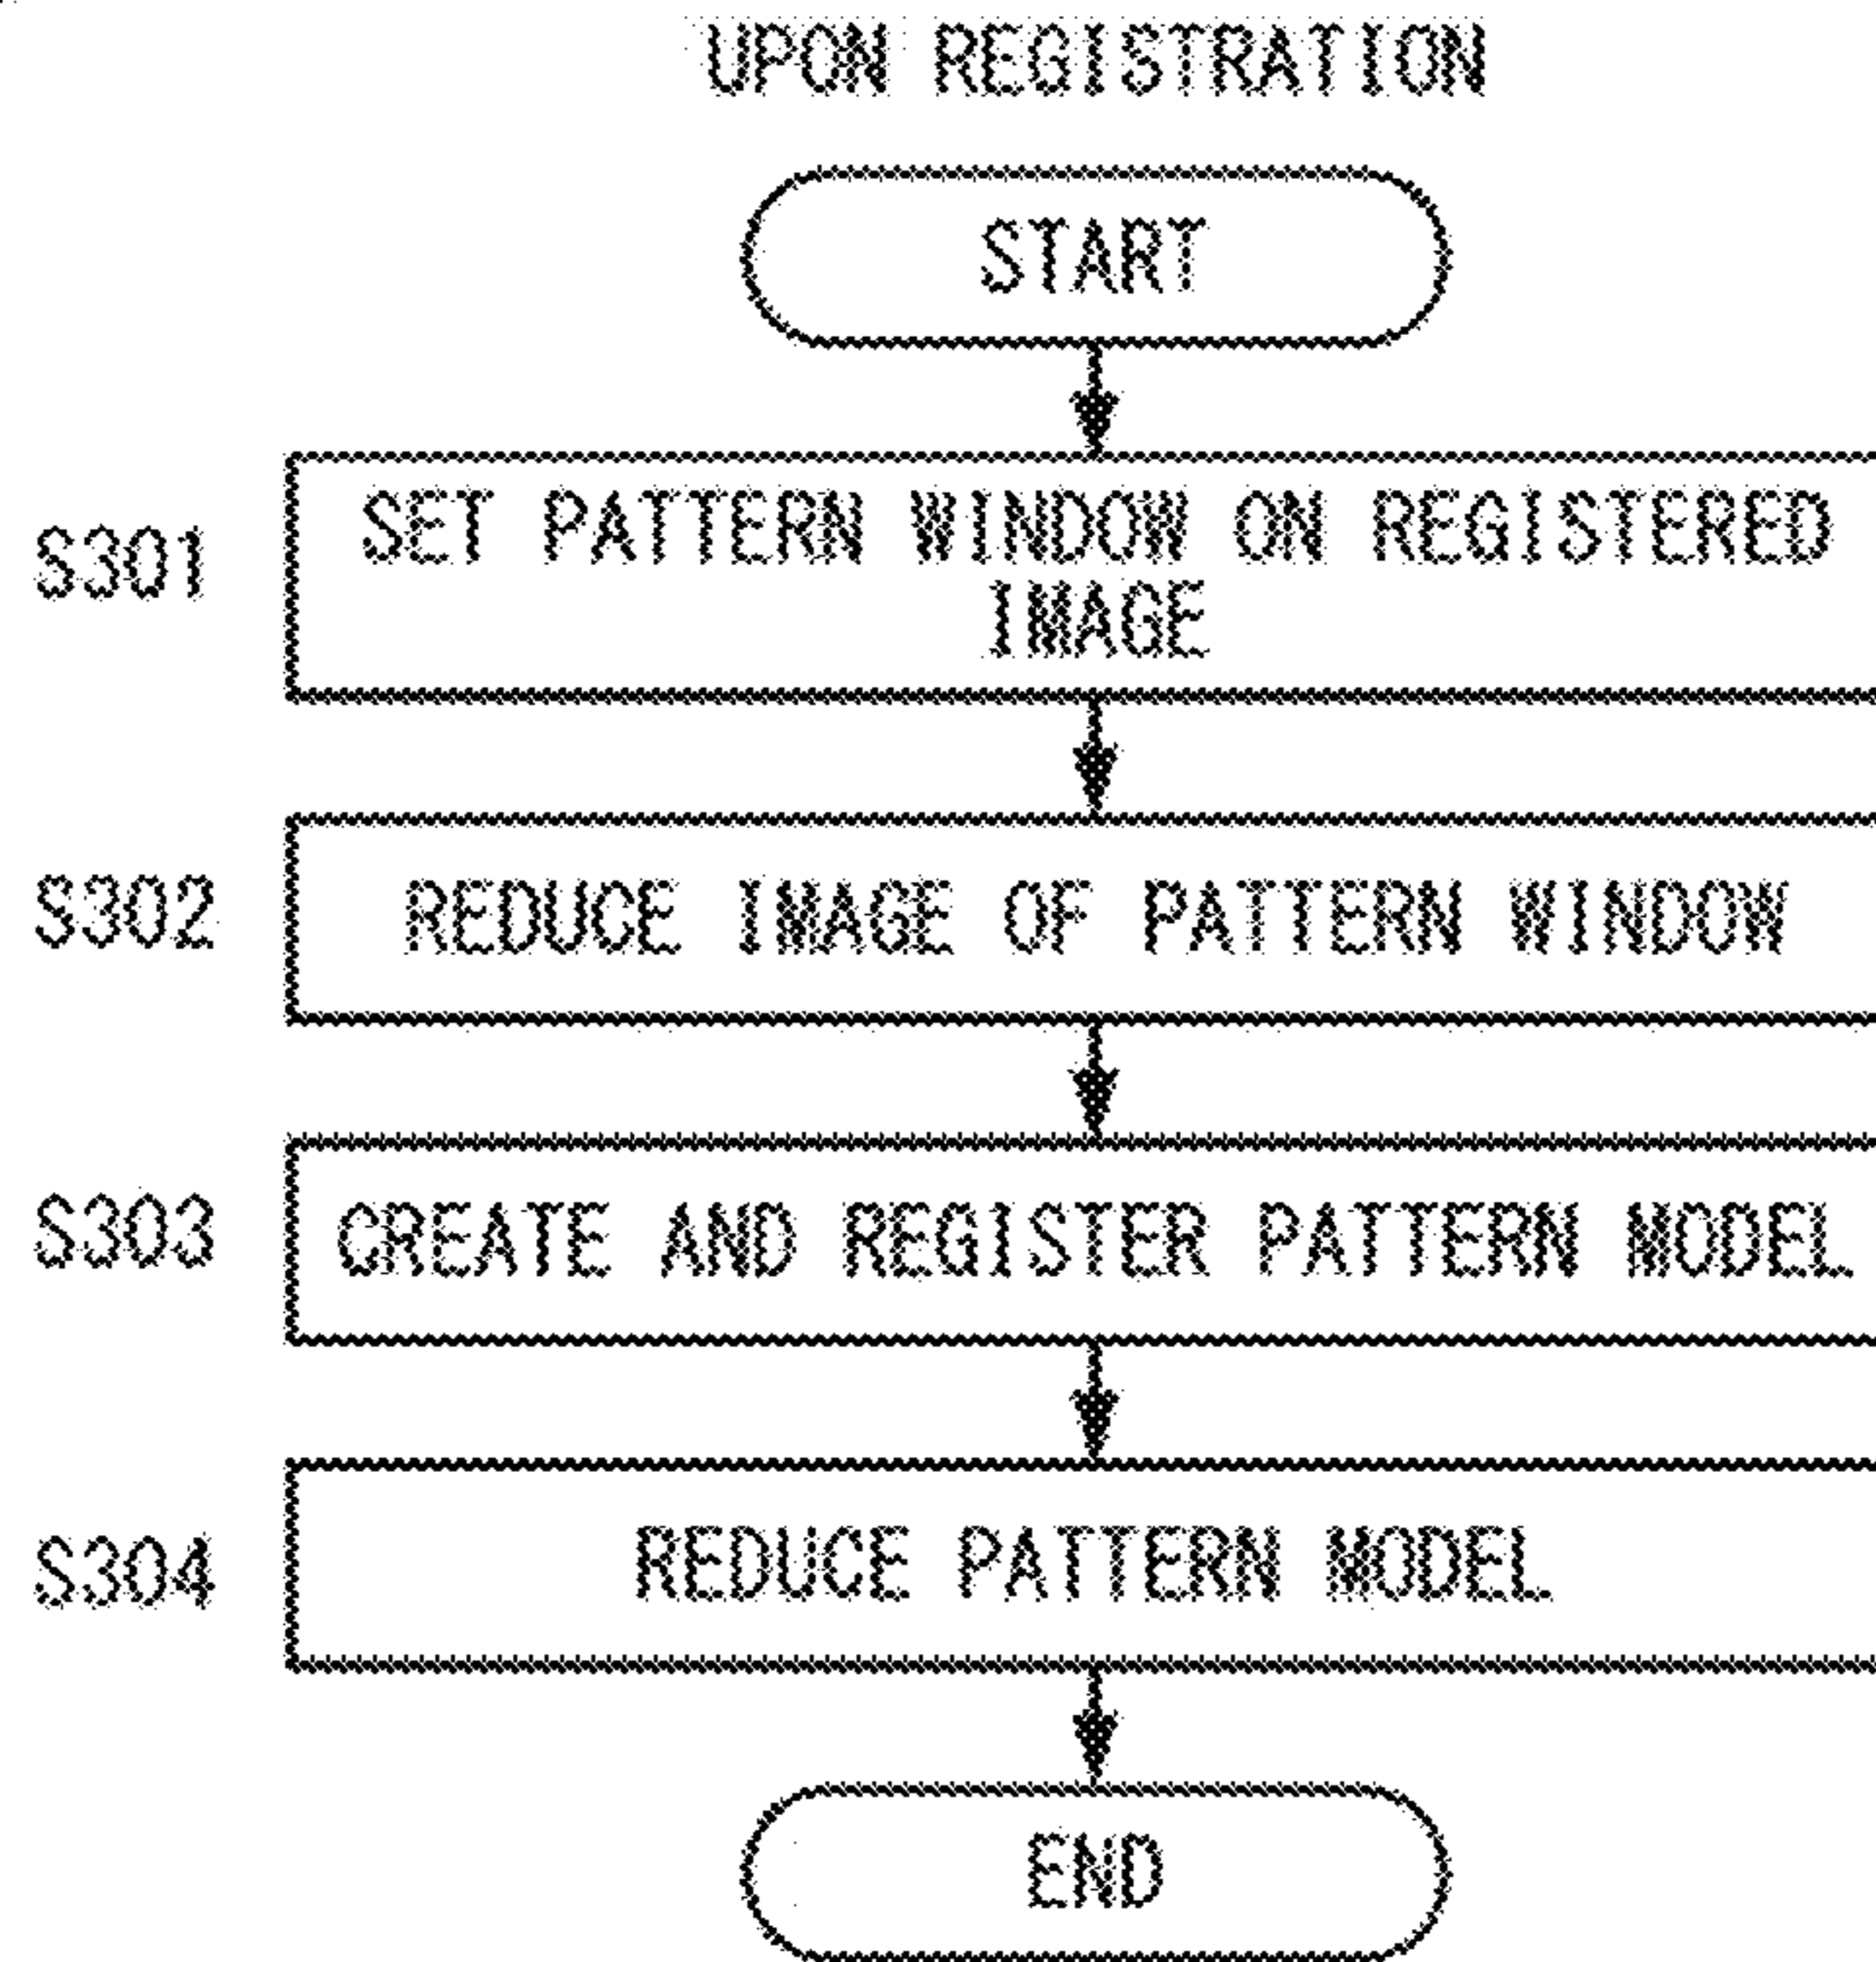 UPON REGISTRATION
START
S301
SET PATTERN WINDOW ON REGISTERED
IMAGE
S302
REDUCE IMAGE OF PATTERN WINDOW
S303
CREATE AND REGISTER PATTERN MODEL
S304
REDUCE PATTERN MODEL
END